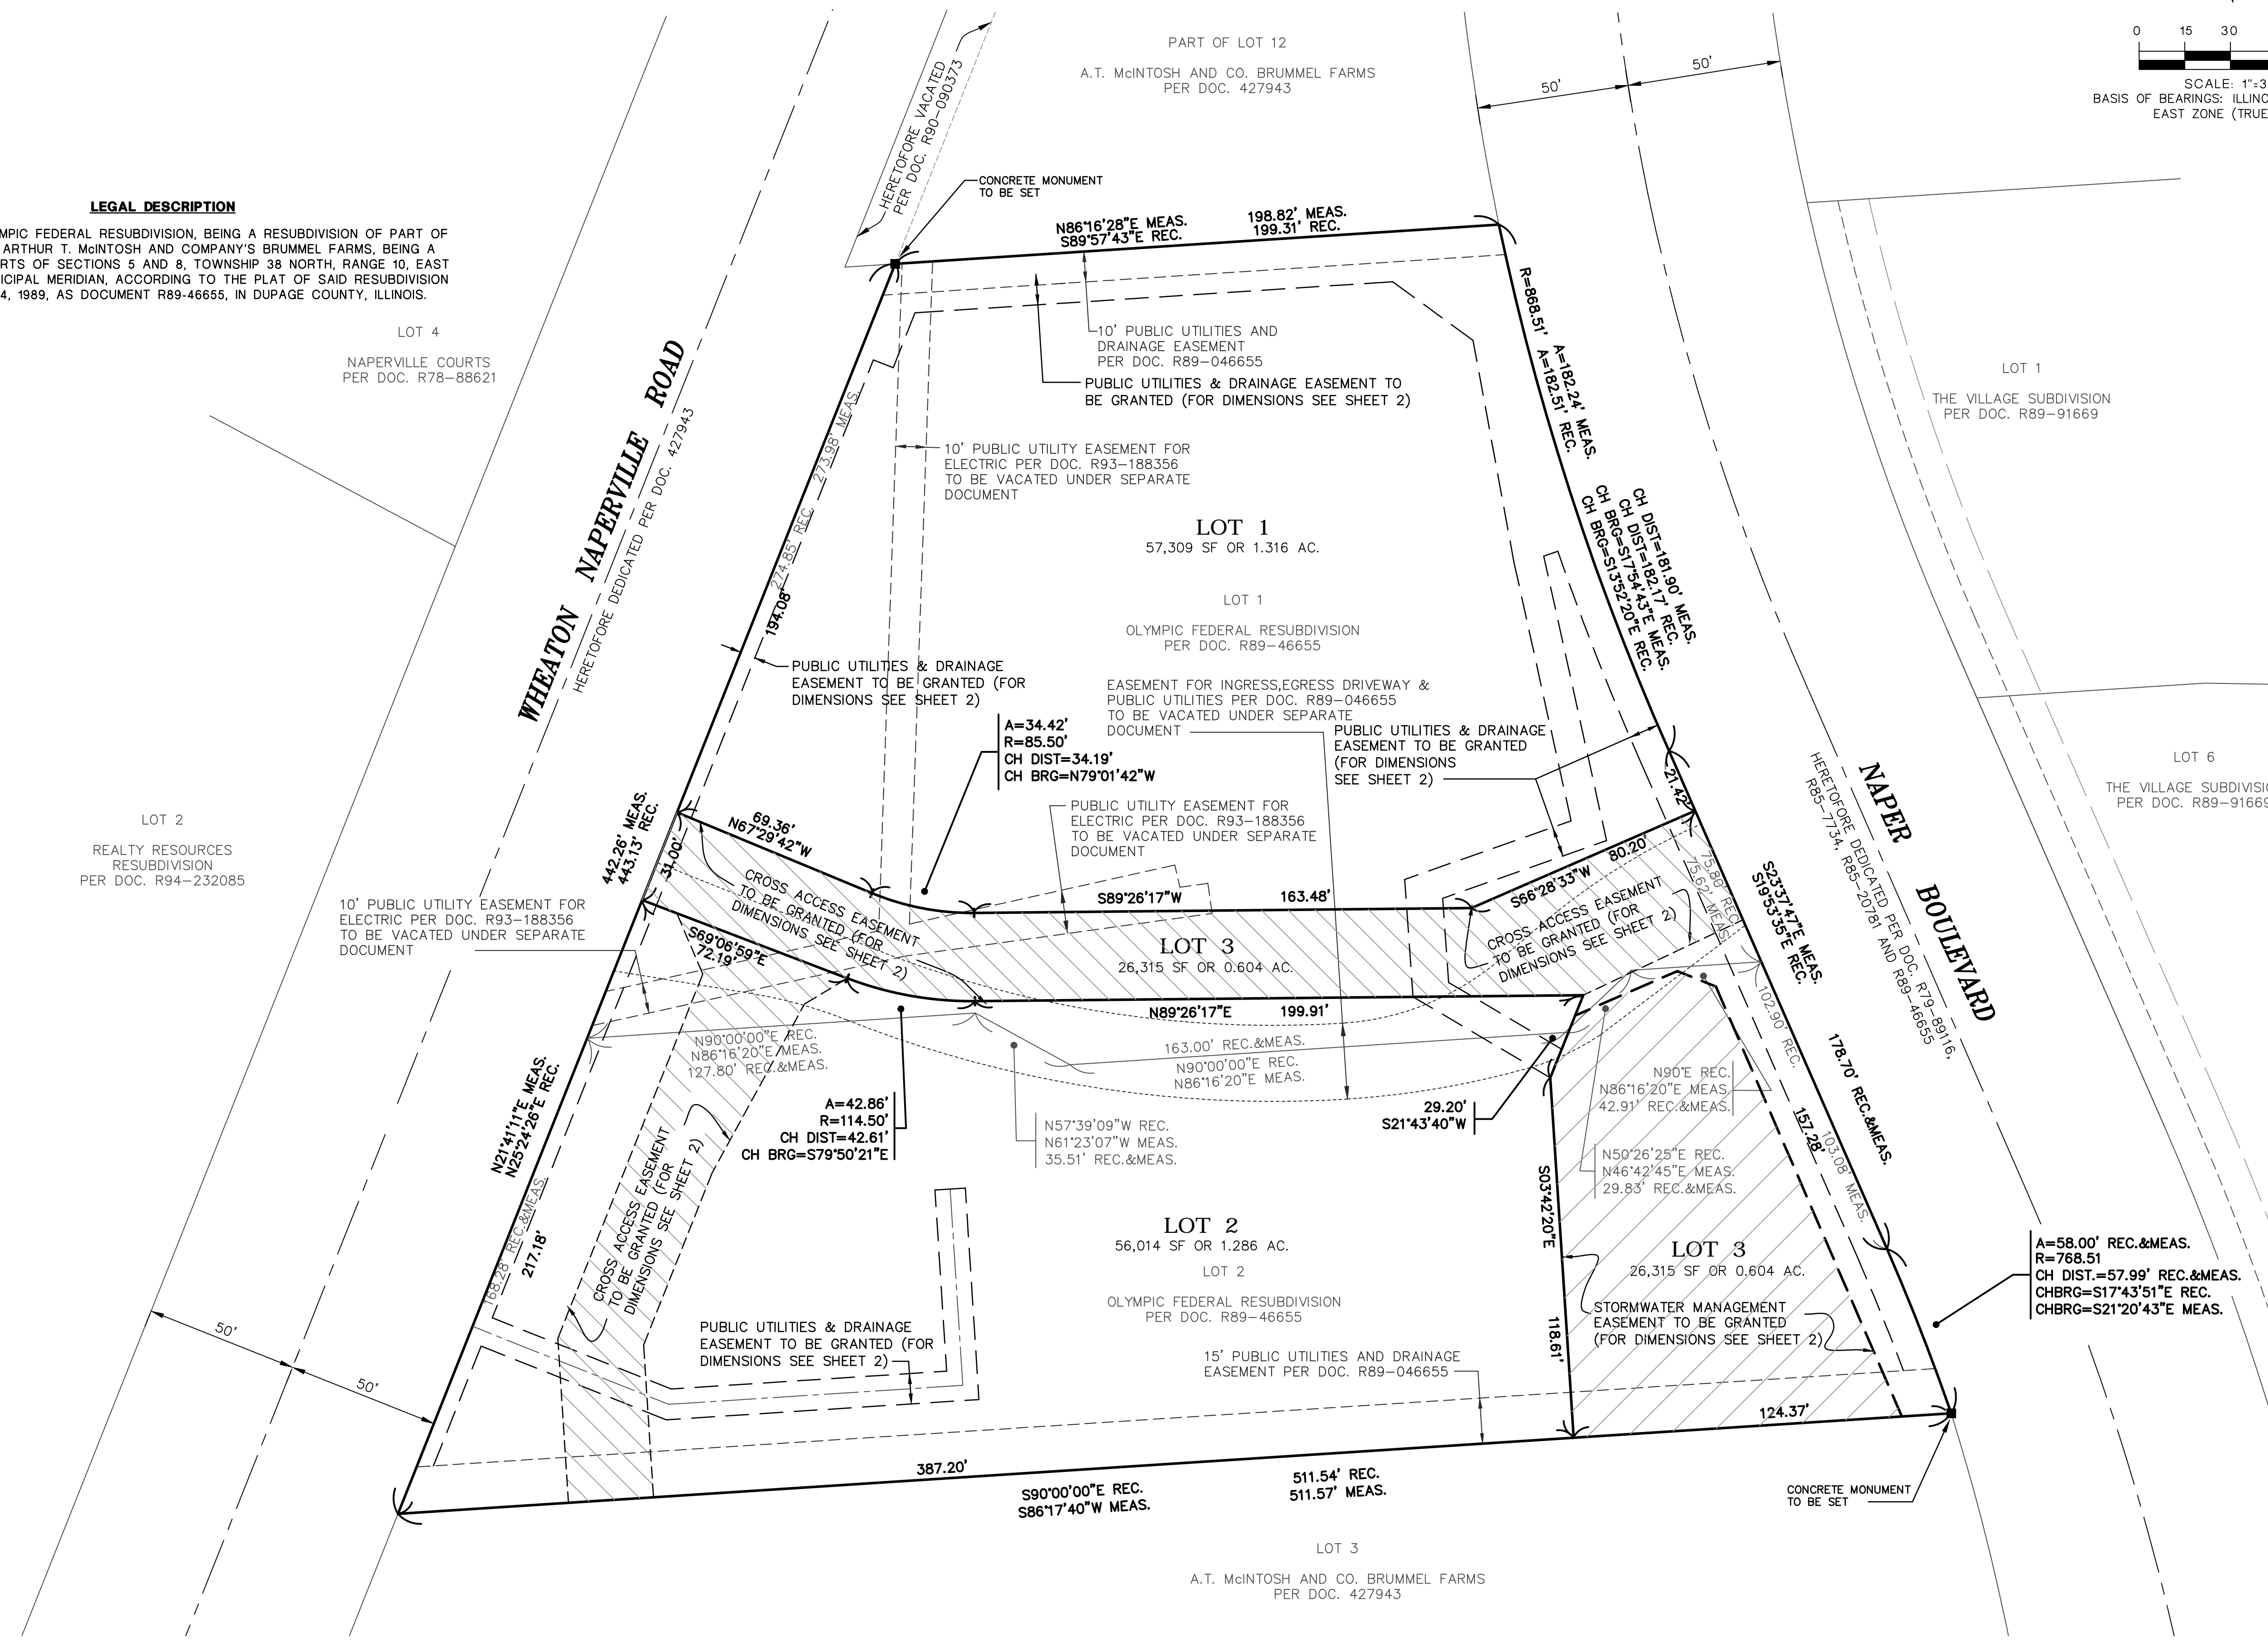 0 15 30
SCALE: 1"=3
BASIS OF BEARINGS: ILLINO
EAST ZONE (TRUE
PART OF LOT 12
A.T. McINTOSH AND CO. BRUMMEL FARMS
PER DOC. 427943
50'
50'
HERETOFORE VACATED
PER DOC. R90-090373
CONCRETE MONUMENT
TO BE SET
LEGAL DESCRIPTION
MPIC FEDERAL RESUBDIVISION, BEING A RESUBDIVISION OF PART OF
ARTHUR T. McINTOSH AND COMPANY'S BRUMMEL FARMS, BEING A
RTS OF SECTIONS 5 AND 8, TOWNSHIP 38 NORTH, RANGE 10, EAST
CIPAL MERIDIAN, ACCORDING TO THE PLAT OF SAID RESUBDIVISION
4, 1989, AS DOCUMENT R89-46655, IN DUPAGE COUNTY, ILLINOIS.
LOT 4
NAPERVILLE COURTS
PER DOC. R78-88621
N86°16'28"E MEAS.
S89°57'43"E REC.
198.82' MEAS.
199.31' REC.
10' PUBLIC UTILITIES AND
DRAINAGE EASEMENT
PER DOC. R89-046655
PUBLIC UTILITIES & DRAINAGE EASEMENT TO
BE GRANTED (FOR DIMENSIONS SEE SHEET 2)
R=868.51'
A=182.24' MEAS.
A=182.51' REC.
CH DIST=181.90' MEAS.
CH DIST=182.17' REC.
CH BRG=S17°54'43"E MEAS.
CH BRG=S13°52'20"E REC.
LOT 1
THE VILLAGE SUBDIVISION
PER DOC. R89-91669
WHEATON NAPERVILLE ROAD
HERETOFORE DEDICATED PER DOC. 427943
274.85' REC.
273.98' MEAS.
194.08'
10' PUBLIC UTILITY EASEMENT FOR
ELECTRIC PER DOC. R93-188356
TO BE VACATED UNDER SEPARATE
DOCUMENT
LOT 1
57,309 SF OR 1.316 AC.
LOT 1
OLYMPIC FEDERAL RESUBDIVISION
PER DOC. R89-46655
PUBLIC UTILITIES & DRAINAGE
EASEMENT TO BE GRANTED (FOR
DIMENSIONS SEE SHEET 2)
EASEMENT FOR INGRESS,EGRESS DRIVEWAY &
PUBLIC UTILITIES PER DOC. R89-046655
TO BE VACATED UNDER SEPARATE
DOCUMENT
PUBLIC UTILITIES & DRAINAGE
EASEMENT TO BE GRANTED
(FOR DIMENSIONS
SEE SHEET 2)
A=34.42'
R=85.50'
CH DIST=34.19'
CH BRG=N79°01'42"W
PUBLIC UTILITY EASEMENT FOR
ELECTRIC PER DOC. R93-188356
TO BE VACATED UNDER SEPARATE
DOCUMENT
21.42'
LOT 6
THE VILLAGE SUBDIVISIO
PER DOC. R89-91669
NAPER BOULEVARD
HERETOFORE DEDICATED PER DOC. R79-89116,
R85-7734, R85-20781 AND R89-46655
LOT 2
REALTY RESOURCES
RESUBDIVISION
PER DOC. R94-232085
442.26' MEAS.
443.13' REC.
31.00'
69.36'
N67°29'42"W
CROSS ACCESS EASEMENT
TO BE GRANTED (FOR
DIMENSIONS SEE SHEET 2)
S89°26'17"W 163.48'
S66°28'33"W 80.20'
CROSS ACCESS EASEMENT
TO BE GRANTED (FOR
DIMENSIONS SEE SHEET 2)
75.80' REC.
75.62' MEAS.
S23°37'47"E MEAS.
S19°53'35"E REC.
10' PUBLIC UTILITY EASEMENT FOR
ELECTRIC PER DOC. R93-188356
TO BE VACATED UNDER SEPARATE
DOCUMENT
S69°06'59"E
72.19'
LOT 3
26,315 SF OR 0.604 AC.
N89°26'17"E 199.91'
N90°00'00"E REC.
N86°16'20"E MEAS.
127.80' REC.&MEAS.
163.00' REC.&MEAS.
N90°00'00"E REC.
N86°16'20"E MEAS.
102.90' REC.
178.70' REC.&MEAS.
N21°41'11"E MEAS.
N25°24'26"E REC.
A=42.86'
R=114.50'
CH DIST=42.61'
CH BRG=S79°50'21"E
N57°39'09"W REC.
N61°23'07"W MEAS.
35.51' REC.&MEAS.
29.20'
S21°43'40"W
N90°E REC.
N86°16'20"E MEAS.
42.91' REC.&MEAS.
N50°26'25"E REC.
N46°42'45"E MEAS.
29.83' REC.&MEAS.
157.28'
103.08' MEAS.
CROSS ACCESS EASEMENT
TO BE GRANTED (FOR
DIMENSIONS SEE SHEET 2)
168.28' REC.&MEAS.
217.18'
S03°42'20"E
118.61'
LOT 2
56,014 SF OR 1.286 AC.
LOT 2
OLYMPIC FEDERAL RESUBDIVISION
PER DOC. R89-46655
LOT 3
26,315 SF OR 0.604 AC.
STORMWATER MANAGEMENT
EASEMENT TO BE GRANTED
(FOR DIMENSIONS SEE SHEET 2)
A=58.00' REC.&MEAS.
R=768.51
CH DIST.=57.99' REC.&MEAS.
CHBRG=S17°43'51"E REC.
CHBRG=S21°20'43"E MEAS.
50'
50'
PUBLIC UTILITIES & DRAINAGE
EASEMENT TO BE GRANTED (FOR
DIMENSIONS SEE SHEET 2)
15' PUBLIC UTILITIES AND DRAINAGE
EASEMENT PER DOC. R89-046655
124.37'
387.20'
S90°00'00"E REC.
S86°17'40"W MEAS.
511.54' REC.
511.57' MEAS.
CONCRETE MONUMENT
TO BE SET
LOT 3
A.T. McINTOSH AND CO. BRUMMEL FARMS
PER DOC. 427943